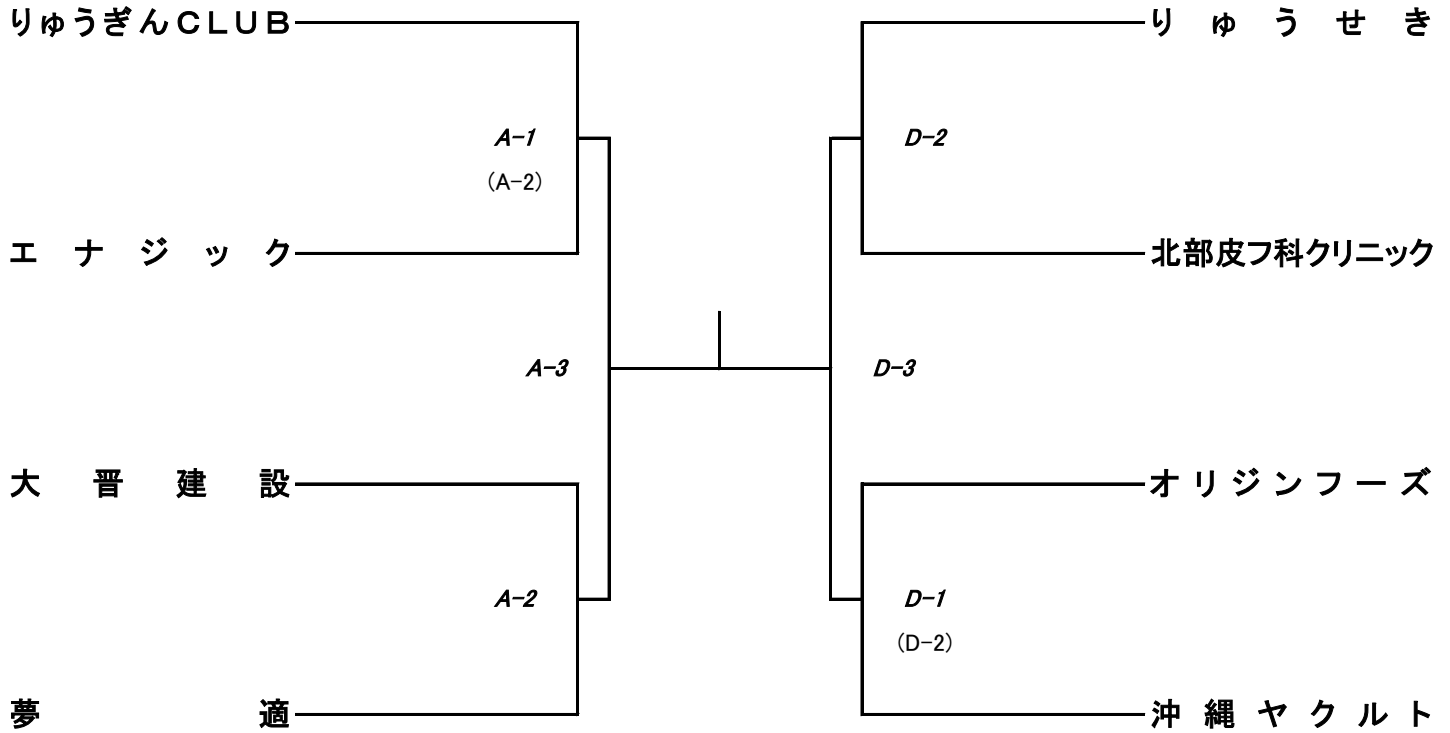 りゅうぎんCLUB
A-1
(A-2)
エナジック
A-3
大晋建設
A-2
夢適
りゅうせき
D-2
北部皮フ科クリニック
D-3
オリジンフーズ
D-1
(D-2)
沖縄ヤクルト